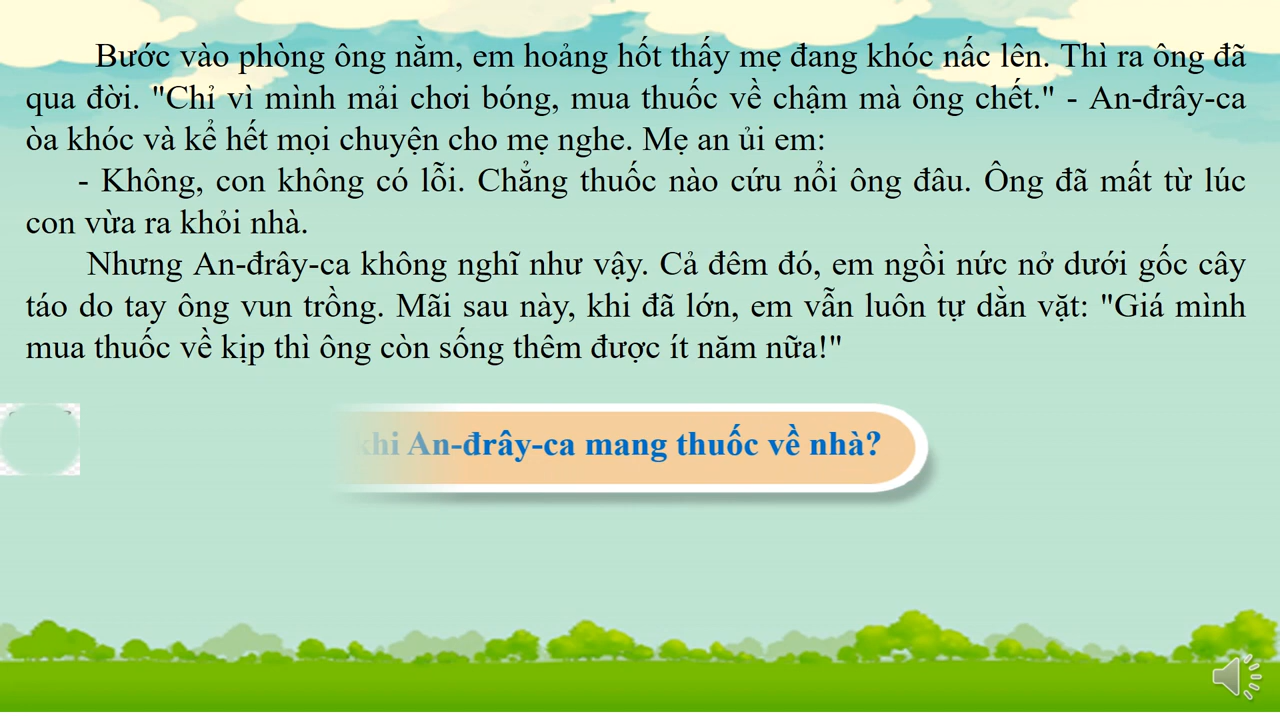 Bước vào phòng ông nằm, em hoảng hốt thấy mẹ đang khóc nấc lên. Thì ra ông đã
qua đời. "Chỉ vì mình mải chơi bóng, mua thuốc về chậm mà ông chết." - An-đrây-ca
òa khóc và kể hết mọi chuyện cho mẹ nghe. Mẹ an ủi em:
- Không, con không có lỗi. Chẳng thuốc nào cứu nổi ông đâu. Ông đã mất từ lúc
con vừa ra khỏi nhà.
Nhưng An-đrây-ca không nghĩ như vậy. Cả đêm đó, em ngồi nức nở dưới gốc cây
táo do tay ông vun trồng. Mãi sau này, khi đã lớn, em vẫn luôn tự dằn vặt: "Giá mình
mua thuốc về kịp thì ông còn sống thêm được ít năm nữa!"
khi An-đrây-ca mang thuốc về nhà?